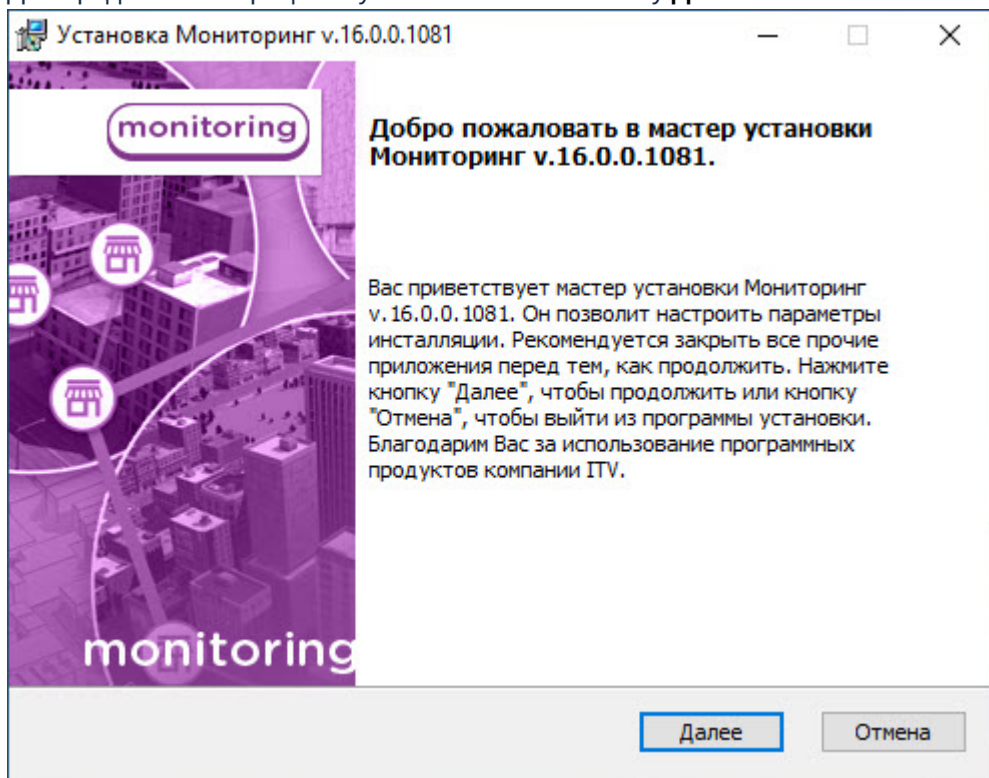 Установка Мониторинг v.16.0.0.1081
monitoring
Добро пожаловать в мастер установки
Мониторинг v.16.0.0.1081.
Вас приветствует мастер установки Мониторинг
v.16.0.0.1081. Он позволит настроить параметры
инсталляции. Рекомендуется закрыть все прочие
приложения перед тем, как продолжить. Нажмите
кнопку "Далее", чтобы продолжить или кнопку
"Отмена", чтобы выйти из программы установки.
Благодарим Вас за использование программных
продуктов компании ITV.
monitoring
Далее
Отмена